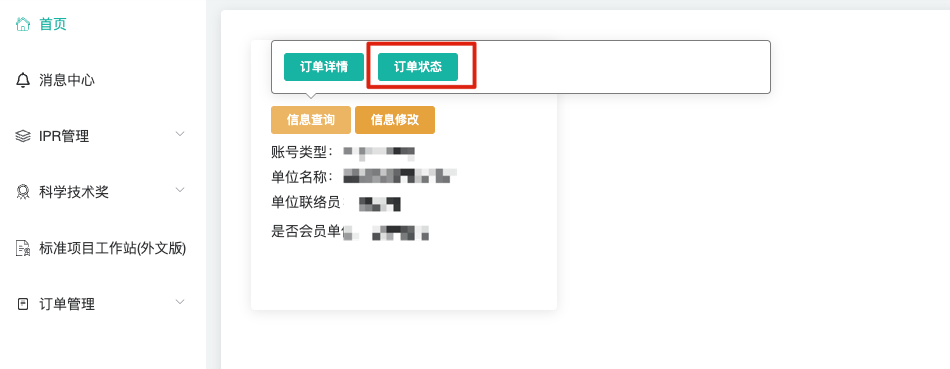 首页
消息中心
IPR管理
科学技术奖
标准项目工作站(外文版)
订单管理
订单详情 订单状态
信息查询 信息修改
账号类型：
单位名称：
单位联络员
是否会员单